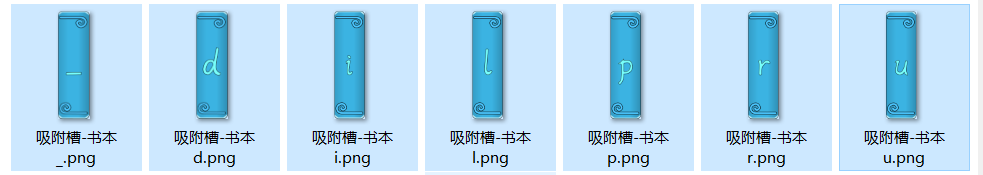 _ d i l p r u
吸附槽-书本 吸附槽-书本 吸附槽-书本 吸附槽-书本 吸附槽-书本 吸附槽-书本 吸附槽-书本
_.png d.png i.png l.png p.png r.png u.png